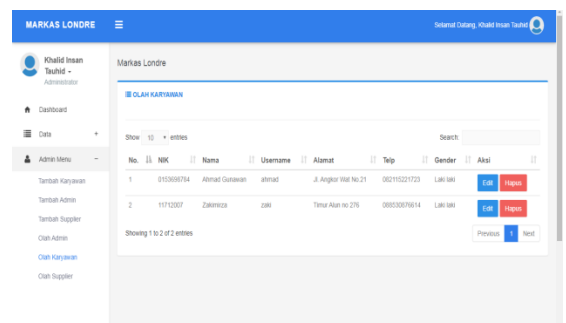 MARKAS LONDRE
Selamat Datang, Khalid Insan Tauhid
Khalid Insan
Tauhid
Administrator
Dashboard
Data +
Admin Menu −
Tambah Karyawan
Tambah Admin
Tambah Suppler
Olah Admin
Olah Karyawan
Olah Supplier
Markas Londre
OLAH KARYAWAN
Show 10 entries Search:
No. NIK Nama Username Alamat Telp Gender Aksi
1 0153698784 Ahmad Gunawan ahmad Jl. Angkor Wat No.21 082115221723 Laki laki Edit Hapus
2 11712007 Zakimirza zaki Timur Alun no 276 088530876614 Laki laki Edit Hapus
Showing 1 to 2 of 2 entries Previous 1 Next